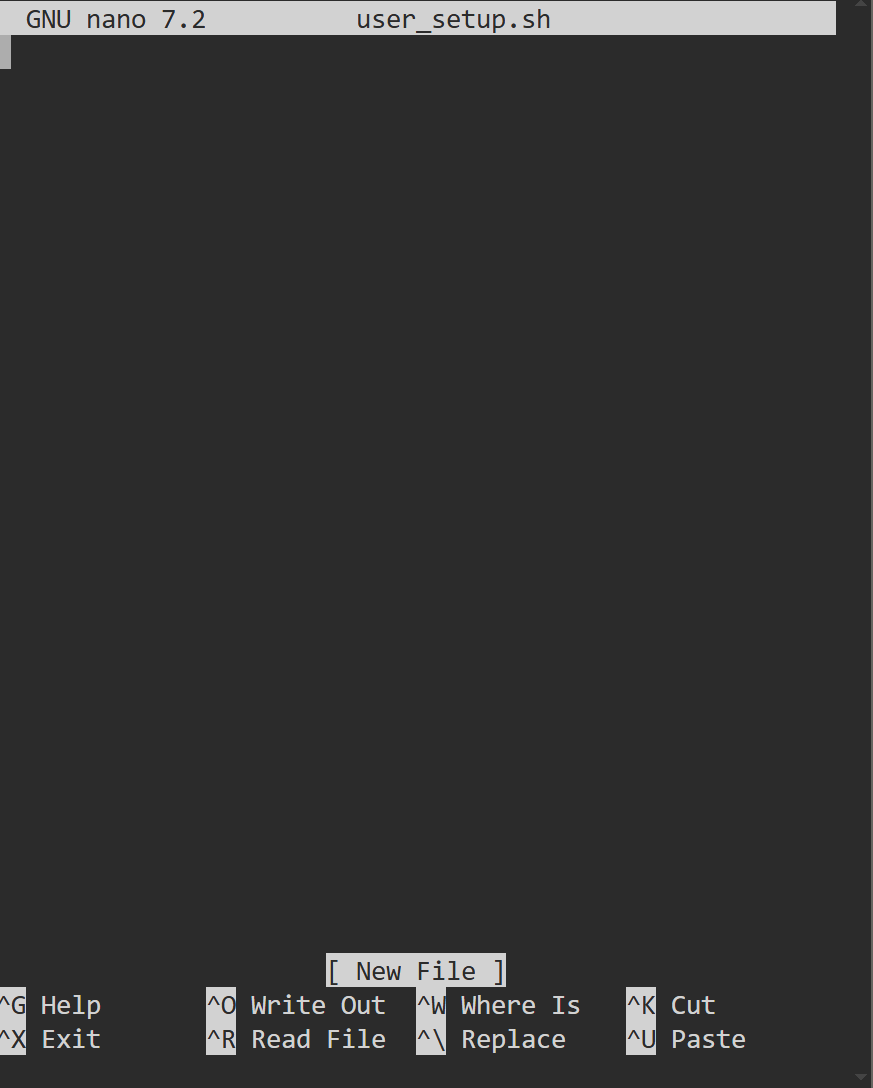 GNU nano 7.2 user_setup.sh
[ New File ]
^G Help ^O Write Out ^W Where Is ^K Cut
^X Exit ^R Read File ^\ Replace ^U Paste